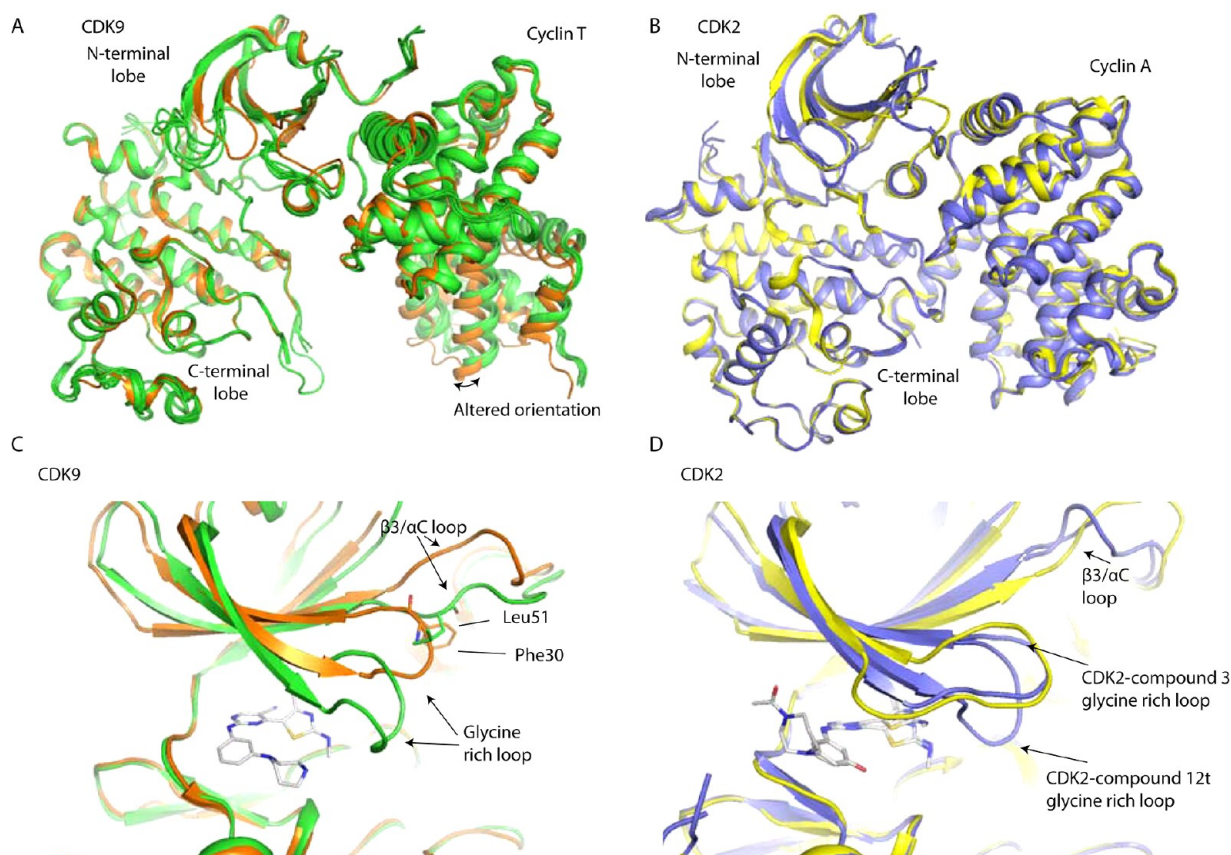 A
CDK9
N-terminal
lobe
Cyclin T
C-terminal
lobe
Altered orientation
B
CDK2
N-terminal
lobe
Cyclin A
C-terminal
lobe
C
CDK9
β3/αC loop
Leu51
Phe30
Glycine
rich loop
D
CDK2
β3/αC
loop
CDK2-compound 3
glycine rich loop
CDK2-compound 12t
glycine rich loop